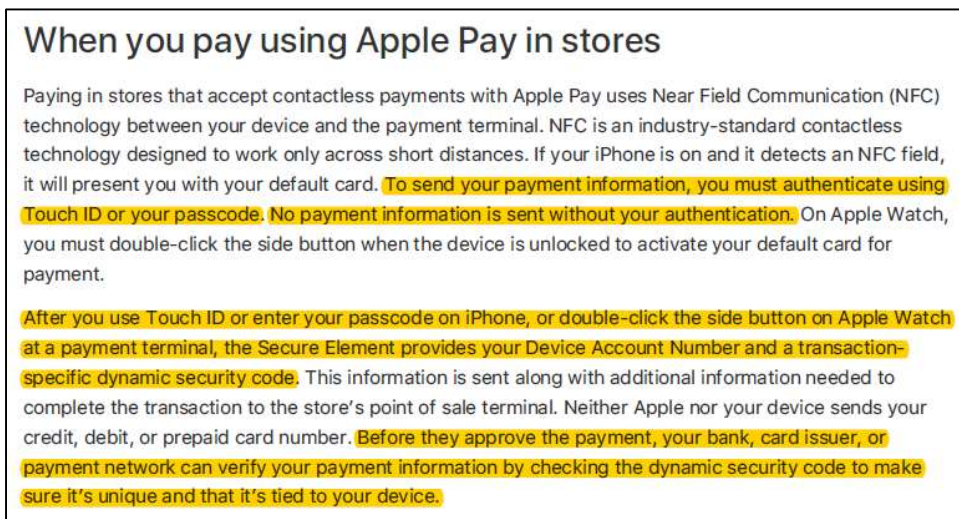 When you pay using Apple Pay in stores
Paying in stores that accept contactless payments with Apple Pay uses Near Field Communication (NFC)
technology between your device and the payment terminal. NFC is an industry-standard contactless
technology designed to work only across short distances. If your iPhone is on and it detects an NFC field,
it will present you with your default card. To send your payment information, you must authenticate using
Touch ID or your passcode. No payment information is sent without your authentication. On Apple Watch,
you must double-click the side button when the device is unlocked to activate your default card for
payment.
After you use Touch ID or enter your passcode on iPhone, or double-click the side button on Apple Watch
at a payment terminal, the Secure Element provides your Device Account Number and a transaction-
specific dynamic security code. This information is sent along with additional information needed to
complete the transaction to the store's point of sale terminal. Neither Apple nor your device sends your
credit, debit, or prepaid card number. Before they approve the payment, your bank, card issuer, or
payment network can verify your payment information by checking the dynamic security code to make
sure it's unique and that it's tied to your device.